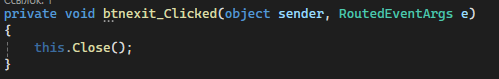 Ссылок: 1
private void btnexit_Clicked(object sender, RoutedEventArgs e)
{
this.Close();
}